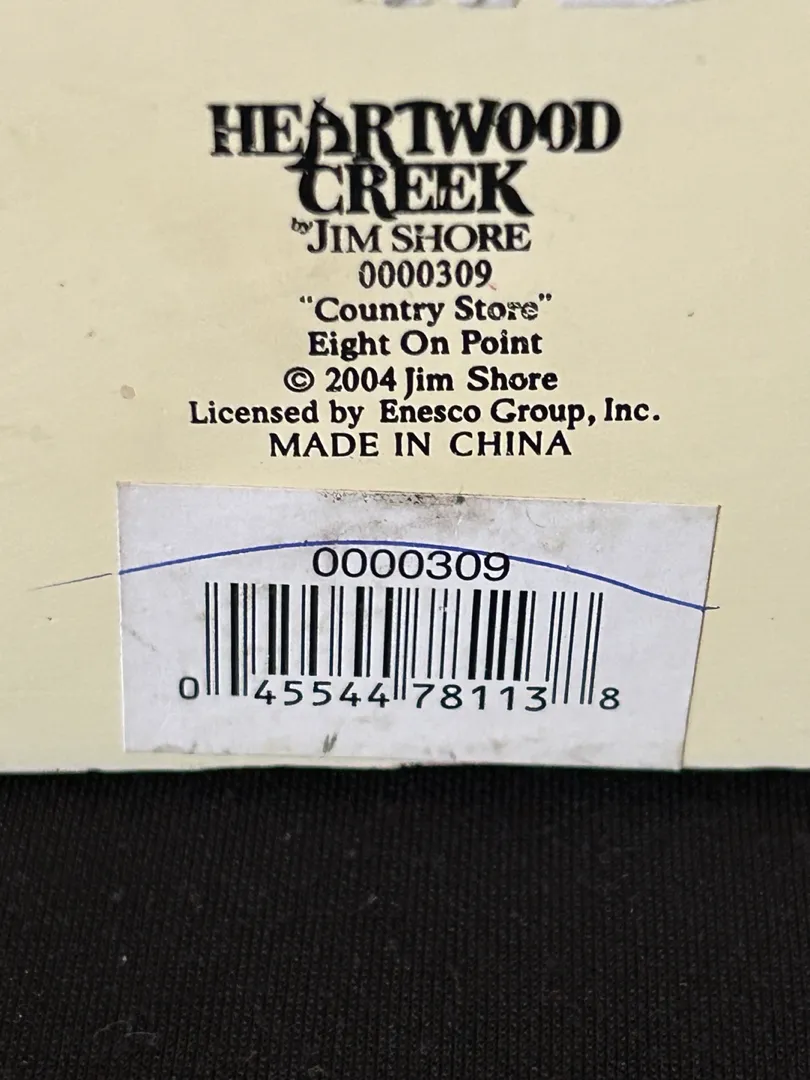 HEARTWOOD
CREEK
by JIM SHORE
0000309
"Country Store"
Eight On Point
© 2004 Jim Shore
Licensed by Enesco Group, Inc.
MADE IN CHINA
0000309
0 45544 78113 8